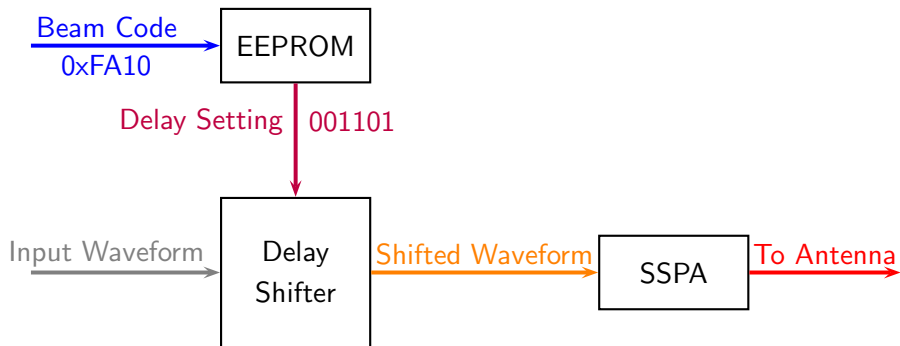 Beam Code
0xFA10
EEPROM
Delay Setting 001101
Input Waveform
Delay
Shifter
Shifted Waveform
SSPA
To Antenna